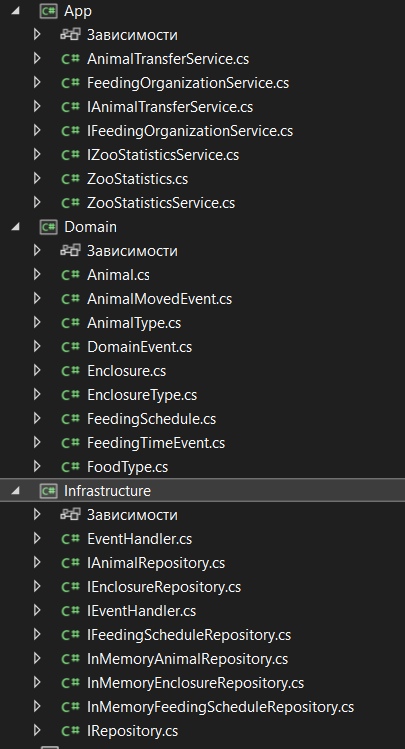 App
Зависимости
C# AnimalTransferService.cs
C# FeedingOrganizationService.cs
C# IAnimalTransferService.cs
C# IFeedingOrganizationService.cs
C# IZooStatisticsService.cs
C# ZooStatistics.cs
C# ZooStatisticsService.cs
C# Domain
Зависимости
C# Animal.cs
C# AnimalMovedEvent.cs
C# AnimalType.cs
C# DomainEvent.cs
C# Enclosure.cs
C# EnclosureType.cs
C# FeedingSchedule.cs
C# FeedingTimeEvent.cs
C# FoodType.cs
C# Infrastructure
Зависимости
C# EventHandler.cs
C# IAnimalRepository.cs
C# IEnclosureRepository.cs
C# IEventHandler.cs
C# IFeedingScheduleRepository.cs
C# InMemoryAnimalRepository.cs
C# InMemoryEnclosureRepository.cs
C# InMemoryFeedingScheduleRepository.cs
C# IRepository.cs